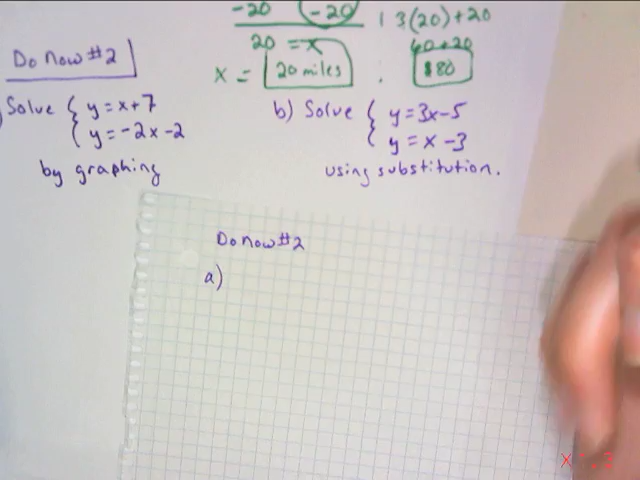 -20 -20 | 3(20)+20
20 = x 60+20
x = 20 miles : $80
Do Now #2
Solve { y = x+7
{ y = -2x -2
by graphing
b) Solve { y = 3x-5
{ y = x -3
using substitution.
Do Now #2
a)